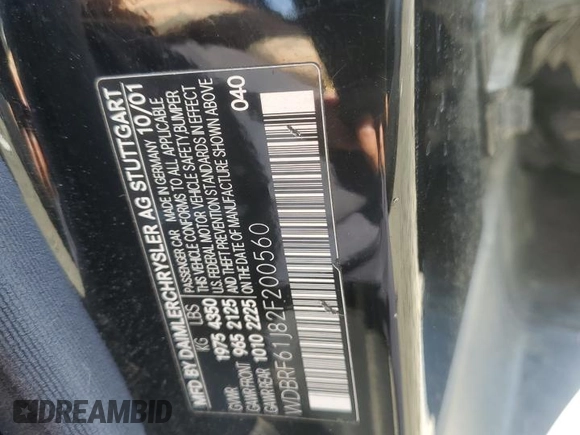 MFD BY DAIMLERCHRYSLER AG STUTTGART
PASSENGER CAR MADE IN GERMANY 10/01
THIS VEHICLE CONFORMS TO ALL APPLICABLE
U.S. FEDERAL MOTOR VEHICLE SAFETY BUMPER
AND THEFT PREVENTION STANDARDS IN EFFECT
ON THE DATE OF MANUFACTURE SHOWN ABOVE
KG LBS
GVWR 1975 4350
GAWR FRONT 965 2125
GAWR REAR 1010 2225
040
WDBRF61J82F200560
DREAMBID